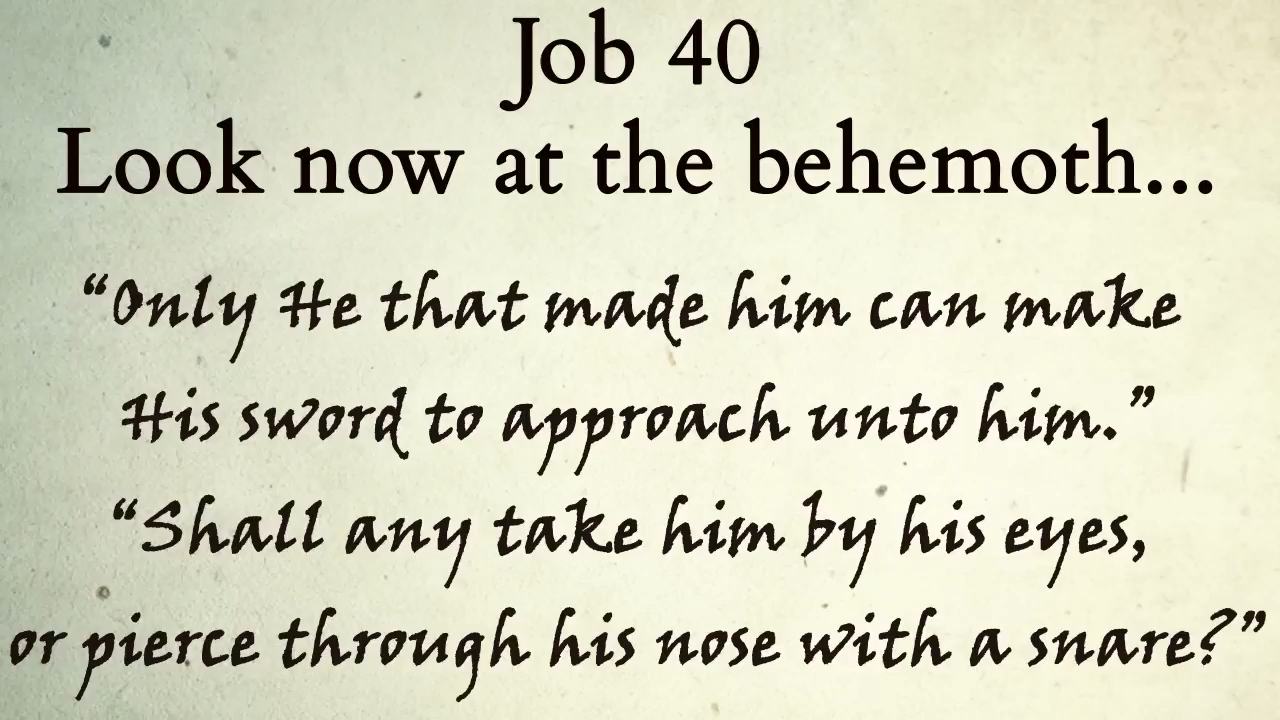 Job 40
Look now at the behemoth...
“Only He that made him can make
His sword to approach unto him.”
“Shall any take him by his eyes,
or pierce through his nose with a snare?”